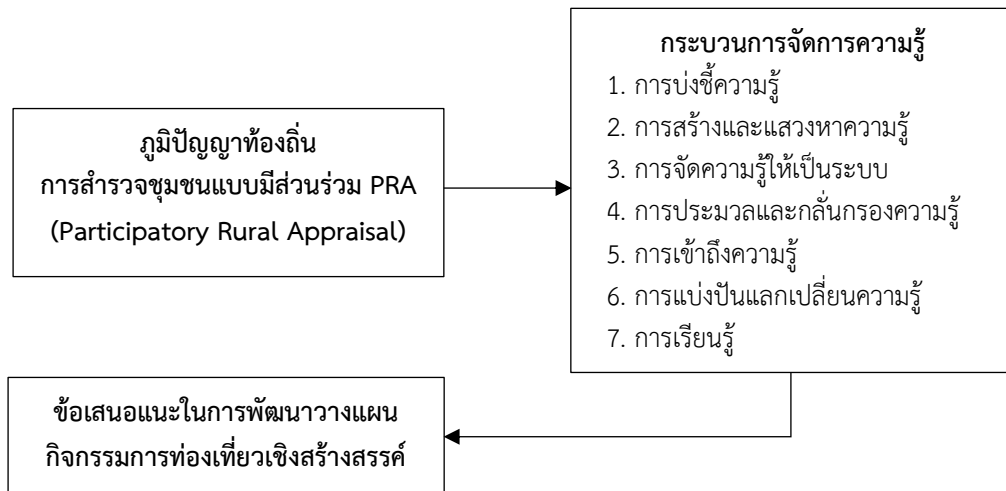 ภูมิปัญญาท้องถิ่น
การสำรวจชุมชนแบบมีส่วนร่วม PRA
(Participatory Rural Appraisal)
กระบวนการจัดการความรู้
1. การบ่งชี้ความรู้
2. การสร้างและแสวงหาความรู้
3. การจัดความรู้ให้เป็นระบบ
4. การประมวลและกลั่นกรองความรู้
5. การเข้าถึงความรู้
6. การแบ่งปันแลกเปลี่ยนความรู้
7. การเรียนรู้
ข้อเสนอแนะในการพัฒนาวางแผน
กิจกรรมการท่องเที่ยวเชิงสร้างสรรค์